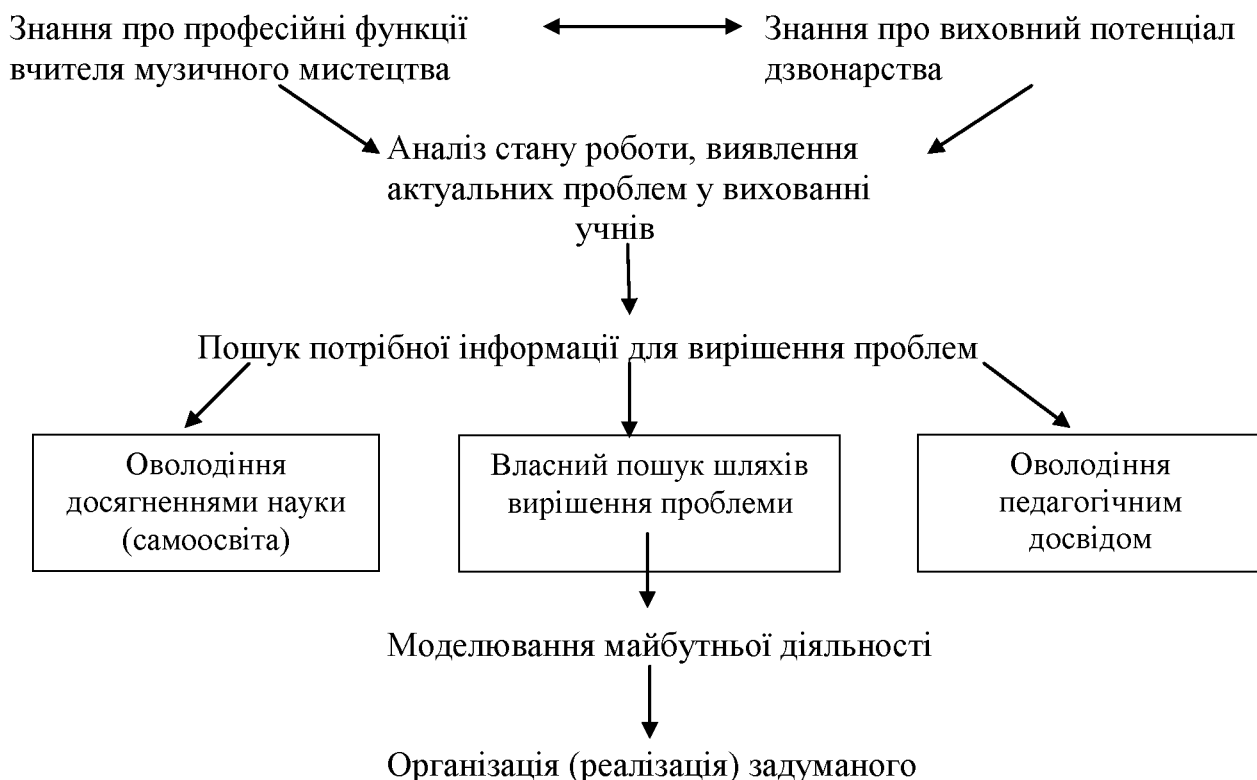 Знання про професійні функції
вчителя музичного мистецтва
Знання про виховний потенціал
дзвонарства
Аналіз стану роботи, виявлення
актуальних проблем у вихованні
учнів
Пошук потрібної інформації для вирішення проблем
Оволодіння
досягненнями науки
(самоосвіта)
Власний пошук шляхів
вирішення проблеми
Оволодіння
педагогічним
досвідом
Моделювання майбутньої діяльності
Організація (реалізація) задуманого